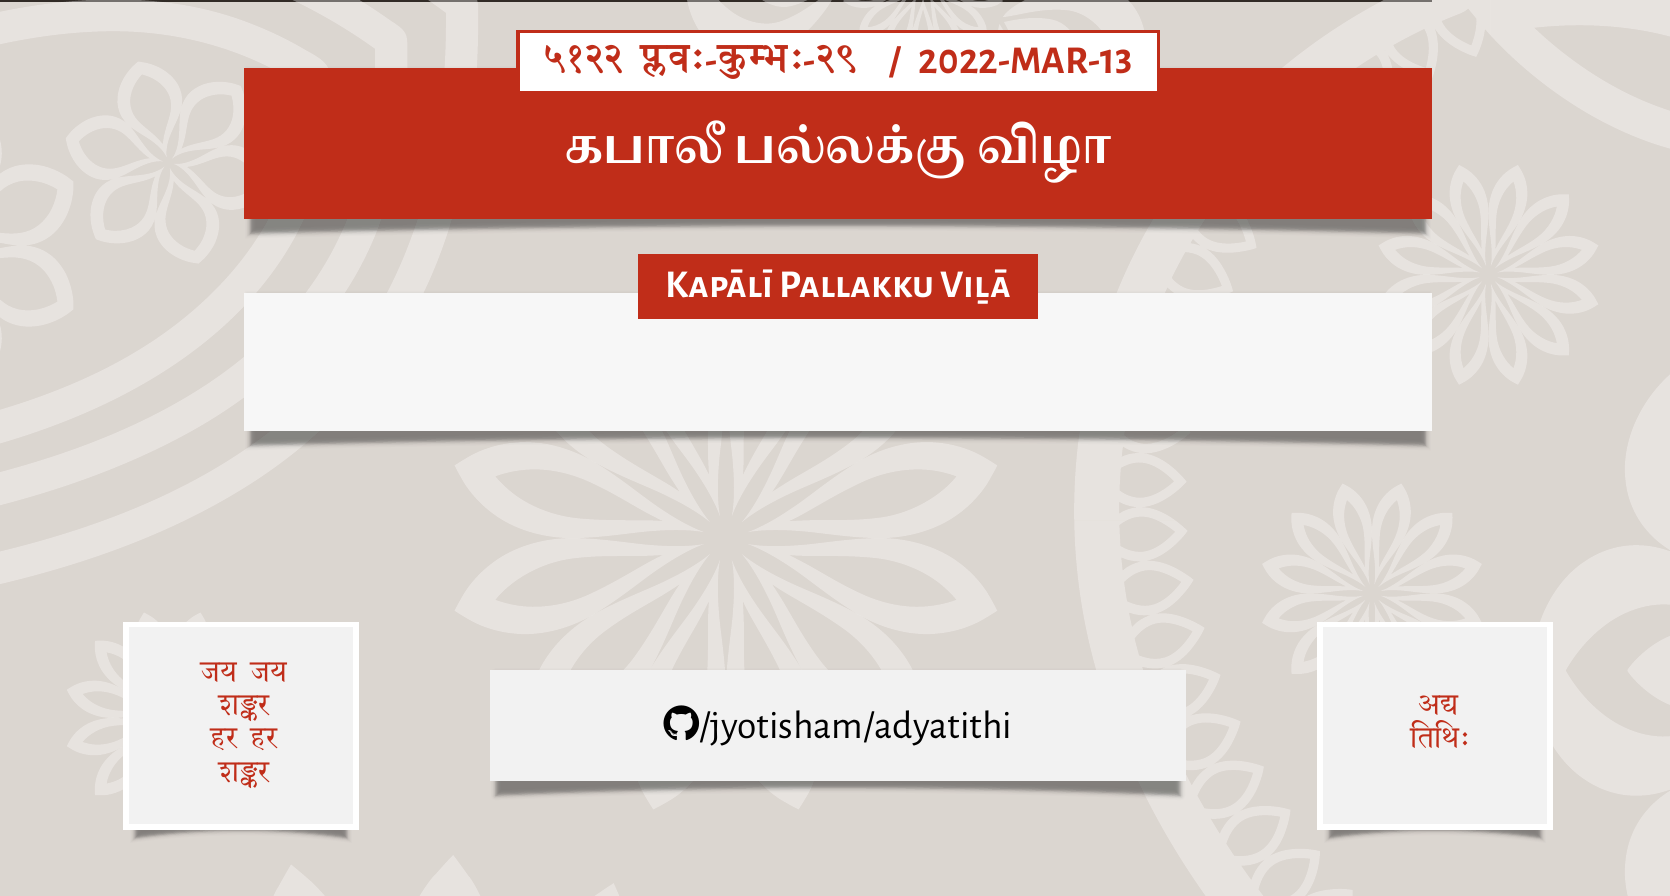 ५१२२ प्लवः-कुम्भः-२९ / 2022-MAR-13
கபாலீ பல்லக்கு விழா
KAPĀLĪ PALLAKKU VIḺĀ
जय जय
शङ्कर
हर हर
शङ्कर
/jyotisham/adyatithi
अद्य
तिथिः